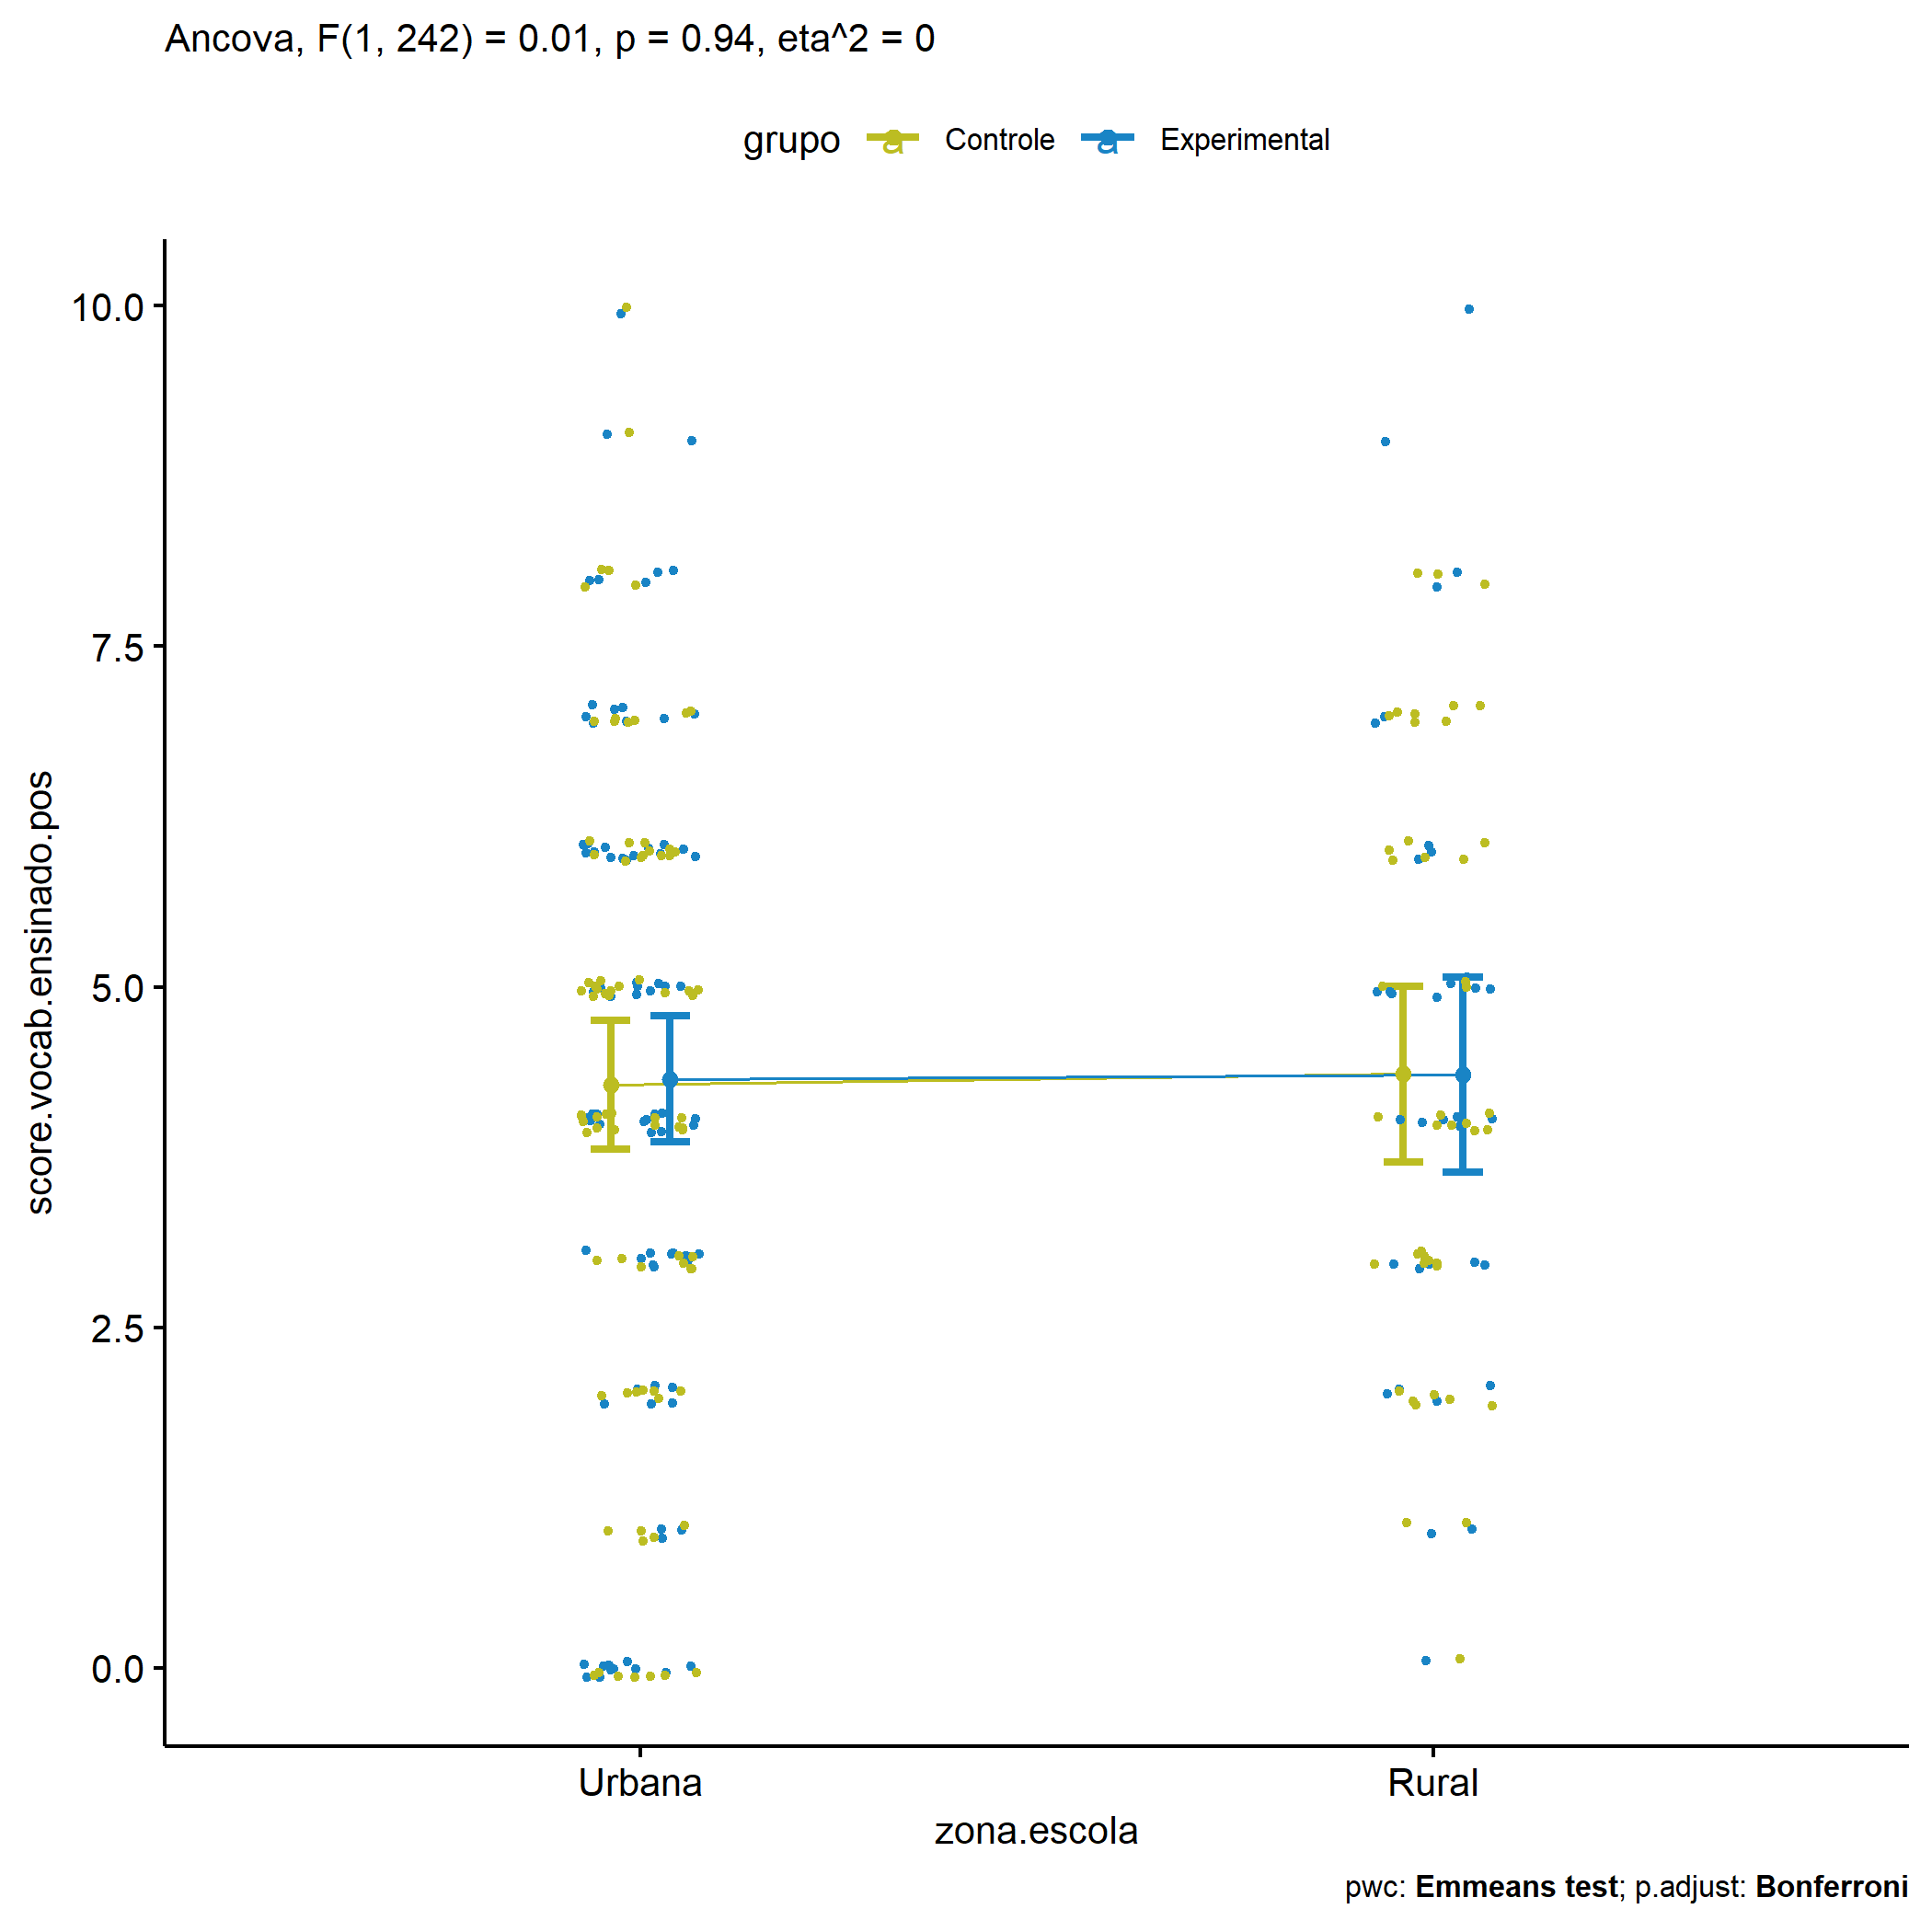 Ancova, F(1, 242) = 0.01, p = 0.94, eta^2 = 0
grupo a Controle a Experimental
10.0
7.5
5.0
2.5
0.0
score.vocab.ensinado.pos
Urbana Rural
zona.escola
pwc: Emmeans test; p.adjust: Bonferroni